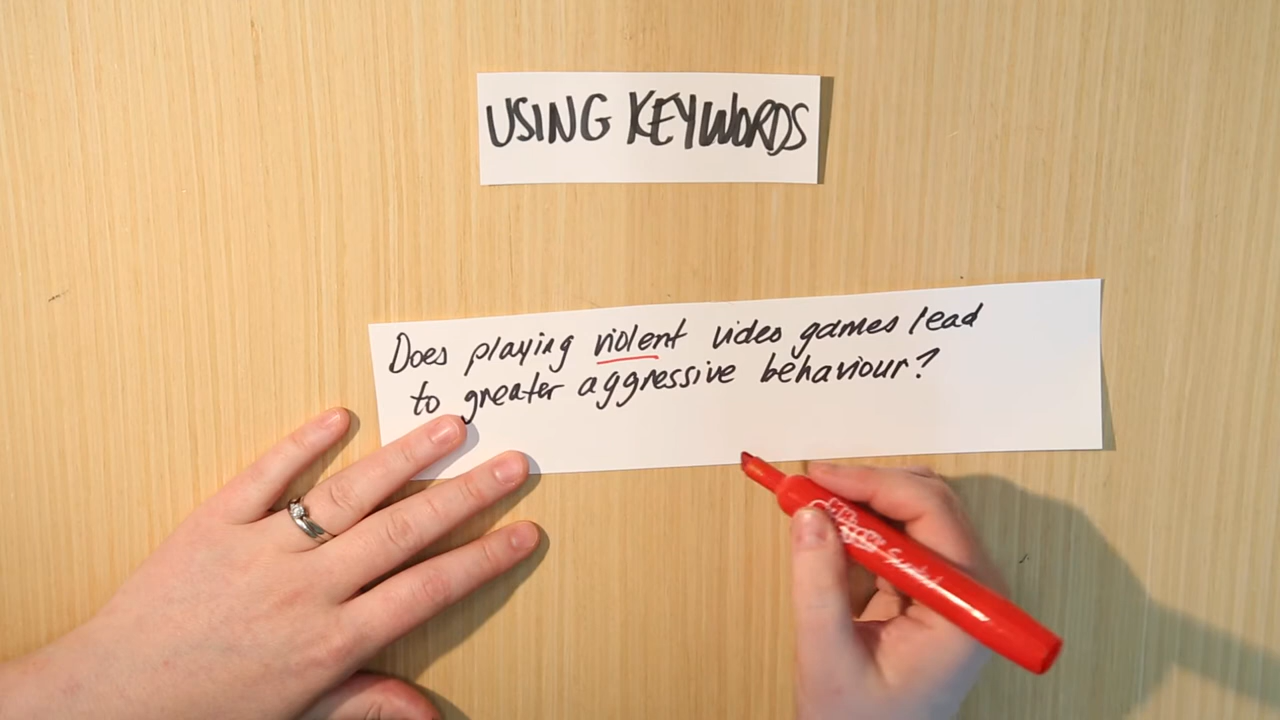 USING KEYWORDS
Does playing violent video games lead
to greater aggressive behaviour?